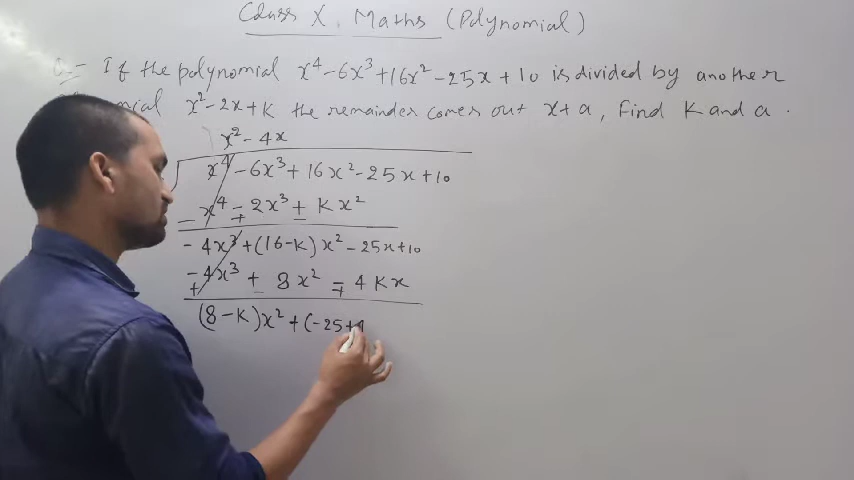 Class X, Maths (Polynomial)
Q:- If the polynomial x⁴-6x³+16x²-25x+10 is divided by another
x²-2x+K the remainder comes out x+a, Find K and a.
x²-4x
x⁴-6x³+16x²-25x+10
-x⁴ ∓ 2x³ ± Kx²
-4x³+(16-K)x²-25x+10
-4x³ + 8x² - 4Kx
(8-K)x²+(-25+4